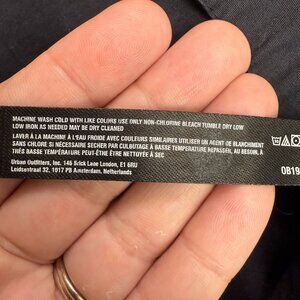 MACHINE WASH COLD WITH LIKE COLORS USE ONLY NON-CHLORINE BLEACH TUMBLE DRY LOW
LOW IRON AS NEEDED MAY BE DRY CLEANED
LAVER À LA MACHINE À L'EAU FROIDE AVEC COULEURS SIMILAIRES UTILISER UN AGENT DE BLANCHIMENT
SANS CHLORE SI NÉCESSAIRE SÉCHER PAR CULBUTAGE À BASSE TEMPÉRATURE REPASSER, AU BESOIN, À
TRÈS BASSE TEMPÉRATURE PEUT-ÊTRE NETTOYÉ À SEC
Urban Outfitters, Inc. 146 Brick Lane London, E1 6RU
Leidsestraat 32, 1017 PB Amsterdam, Netherlands
OB19